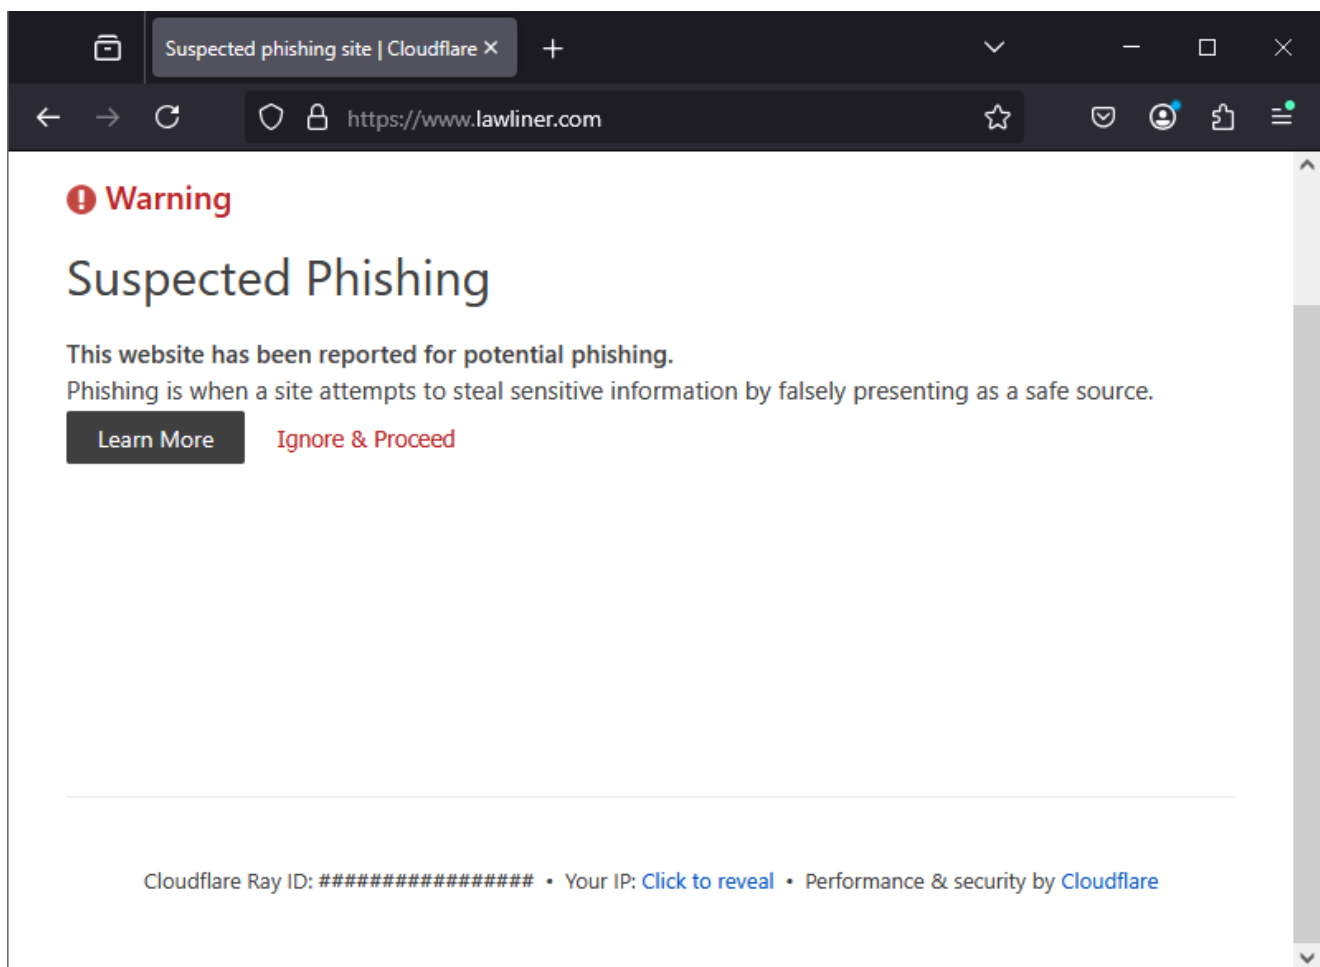 Suspected phishing site | Cloudflare
https://www.lawliner.com
Warning
Suspected Phishing
This website has been reported for potential phishing.
Phishing is when a site attempts to steal sensitive information by falsely presenting as a safe source.
Learn More Ignore & Proceed
Cloudflare Ray ID: ################# • Your IP: Click to reveal • Performance & security by Cloudflare